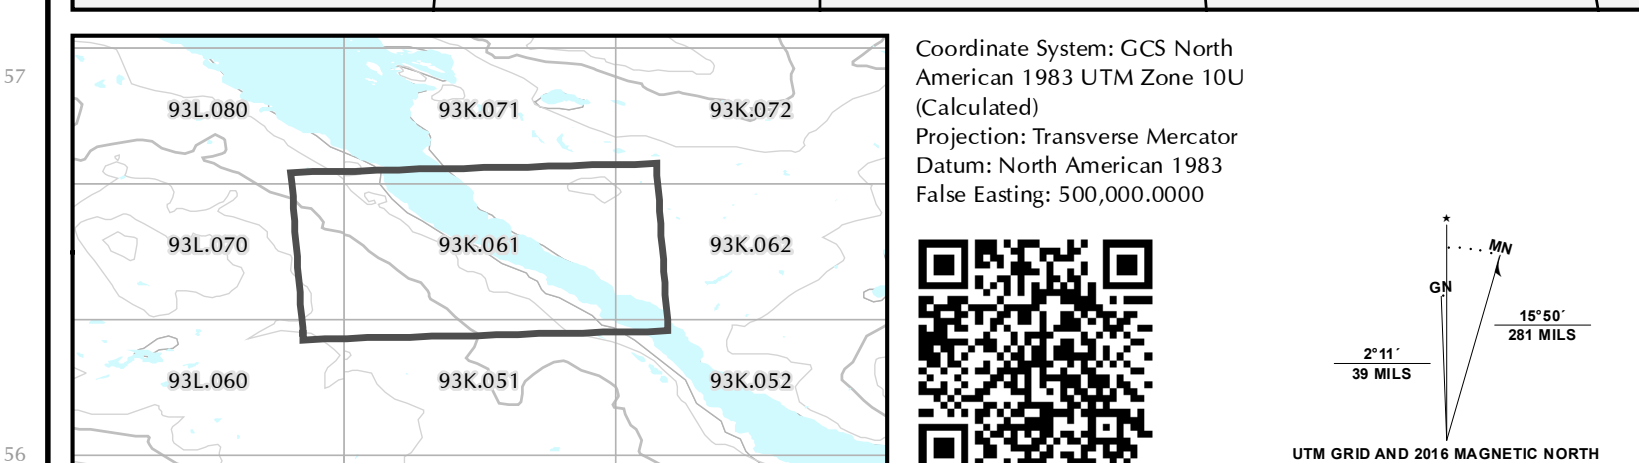 57
93L.080 93K.071 93K.072
93L.070 93K.061 93K.062
93L.060 93K.051 93K.052
56
Coordinate System: GCS North
American 1983 UTM Zone 10U
(Calculated)
Projection: Transverse Mercator
Datum: North American 1983
False Easting: 500,000.0000
MN
GN
15°50´
281 MILS
2°11´
39 MILS
UTM GRID AND 2016 MAGNETIC NORTH